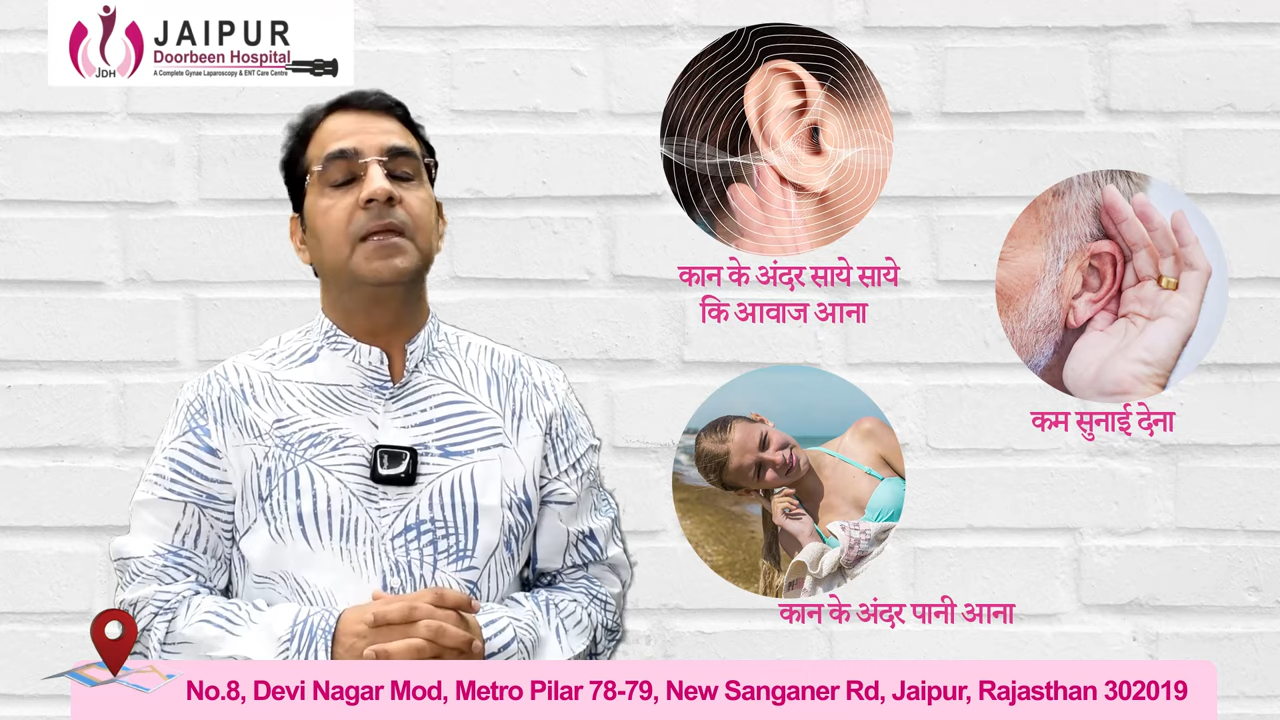 JAIPUR
Doorbeen Hospital
A Complete Gynae Laparoscopy & ENT Care Centre
JDH
कान के अंदर साये साये
कि आवाज आना
कम सुनाई देना
कान के अंदर पानी आना
No.8, Devi Nagar Mod, Metro Pilar 78-79, New Sanganer Rd, Jaipur, Rajasthan 302019